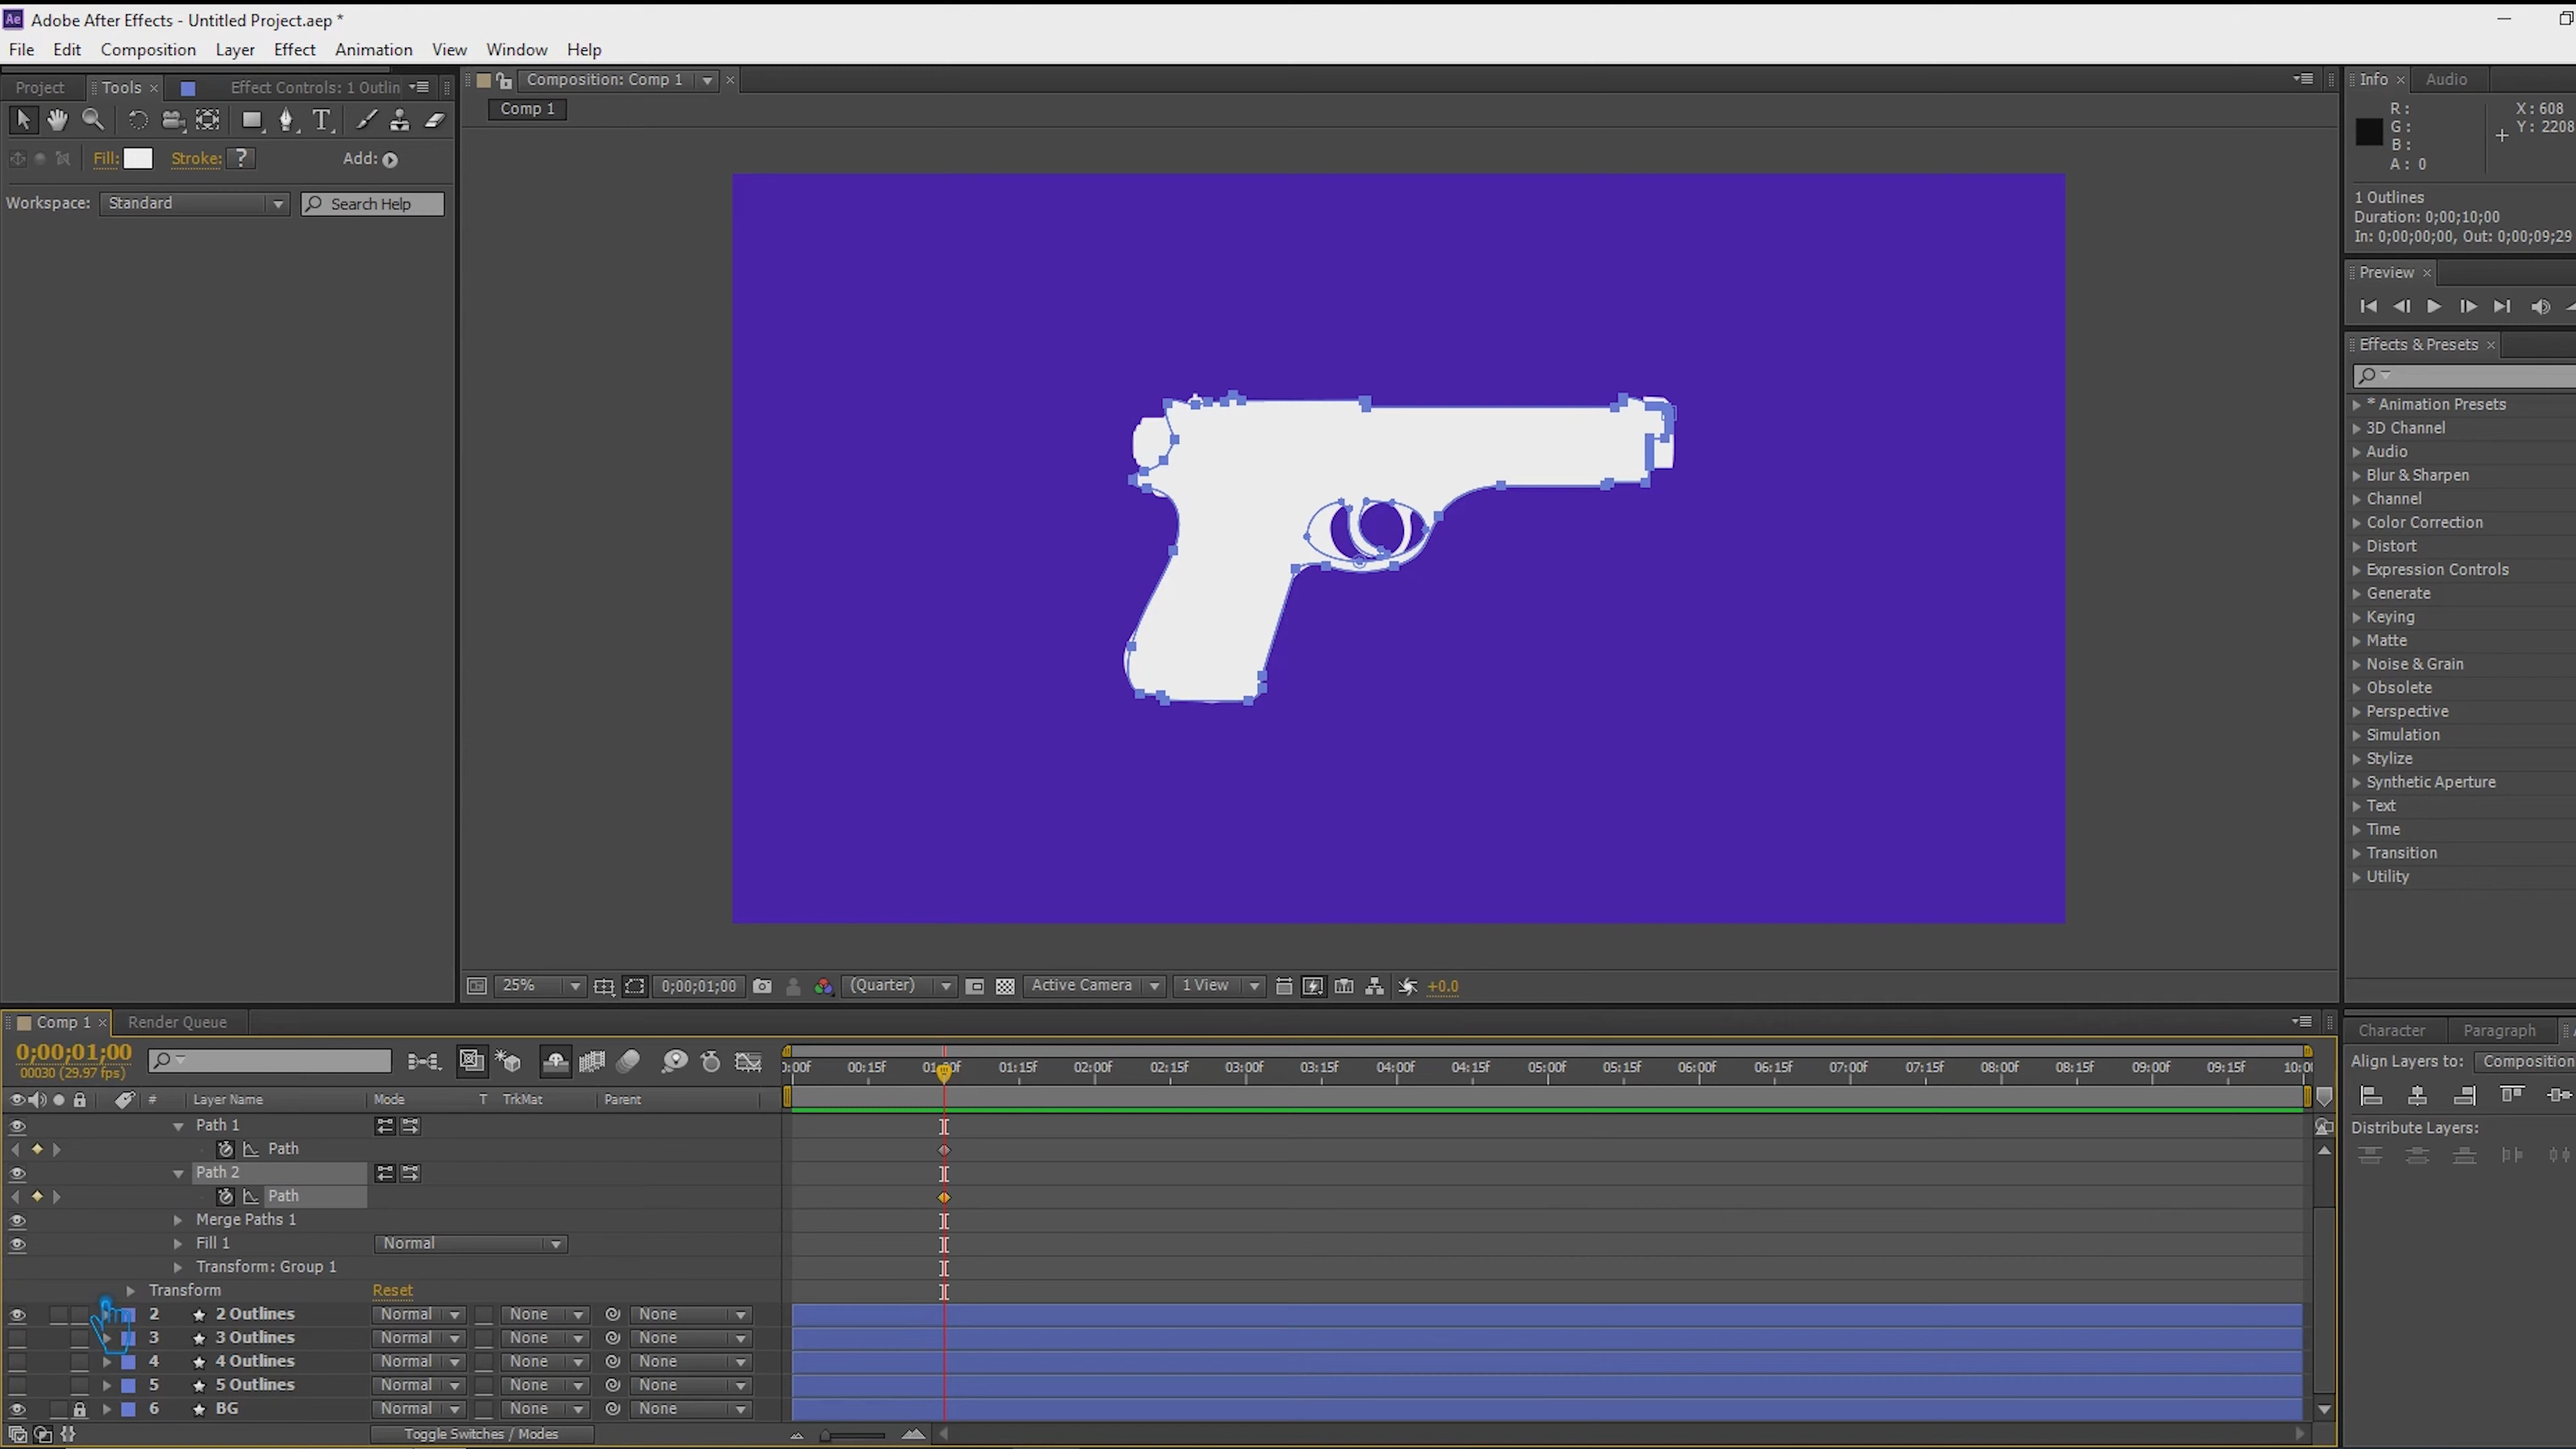 Ae Adobe After Effects - Untitled Project.aep *
File Edit Composition Layer Effect Animation View Window Help
Project Tools × Effect Controls: 1 Outlin
Composition: Comp 1 ×
Info × Audio
Comp 1
R:
G:
B:
A: 0
X: 608
Y: 2208
Fill: Stroke: ? Add:
Workspace: Standard Search Help
1 Outlines
Duration: 0;00;10;00
In: 0;00;00;00, Out: 0;00;09;29
Preview ×
Effects & Presets ×
* Animation Presets
3D Channel
Audio
Blur & Sharpen
Channel
Color Correction
Distort
Expression Controls
Generate
Keying
Matte
Noise & Grain
Obsolete
Perspective
Simulation
Stylize
Synthetic Aperture
Text
Time
Transition
Utility
25% 0;00;01;00 (Quarter) Active Camera 1 View +0.0
Comp 1 × Render Queue
Character Paragraph
0;00;01;00
00030 (29.97 fps)
Align Layers to: Composition
:00f 00:15f 01:15f 02:00f 02:15f 03:00f 03:15f 04:00f 04:15f 05:00f 05:15f 06:00f 06:15f 07:00f 07:15f 08:00f 08:15f 09:00f 09:15f
# Layer Name Mode T TrkMat Parent
Distribute Layers:
Path 1
Path
Path 2
Path
Merge Paths 1
Fill 1 Normal
Transform: Group 1
Transform Reset
2 2 Outlines Normal None None
3 3 Outlines Normal None None
4 4 Outlines Normal None None
5 5 Outlines Normal None None
6 BG Normal None None
Toggle Switches / Modes